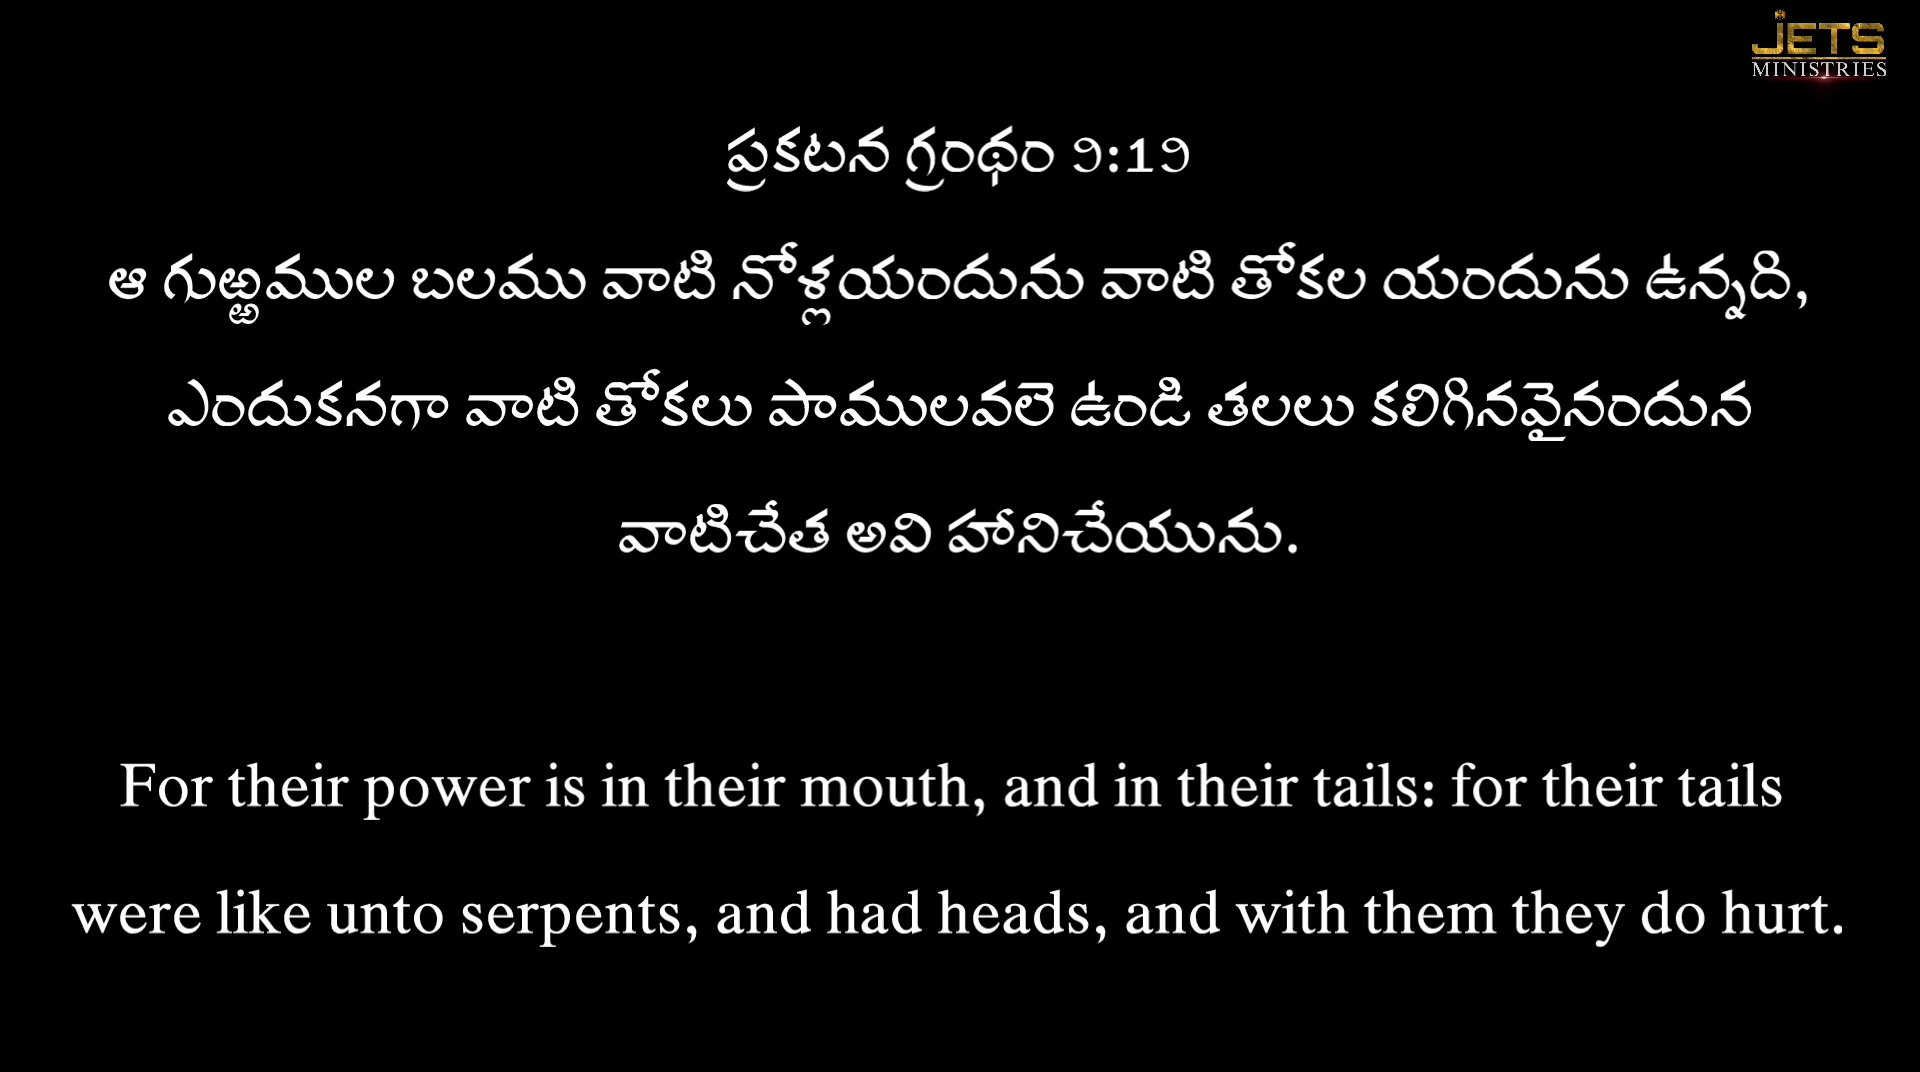 JETS
MINISTRIES
ప్రకటన గ్రంథం 9:19
ఆ గుఱ్ఱముల బలము వాటి నోళ్లయందును వాటి తోకల యందును ఉన్నది,
ఎందుకనగా వాటి తోకలు పాములవలె ఉండి తలలు కలిగినవైనందున
వాటిచేత అవి హానిచేయును.
For their power is in their mouth, and in their tails: for their tails
were like unto serpents, and had heads, and with them they do hurt.